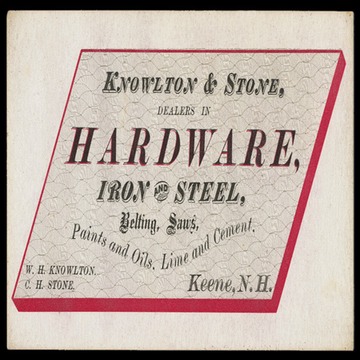 KNOWLTON & STONE,
DEALERS IN
HARDWARE,
IRON AND STEEL,
Belting, Saws,
Paints and Oils, Lime and Cement.
W. H. KNOWLTON.
C. H. STONE.
Keene, N. H.